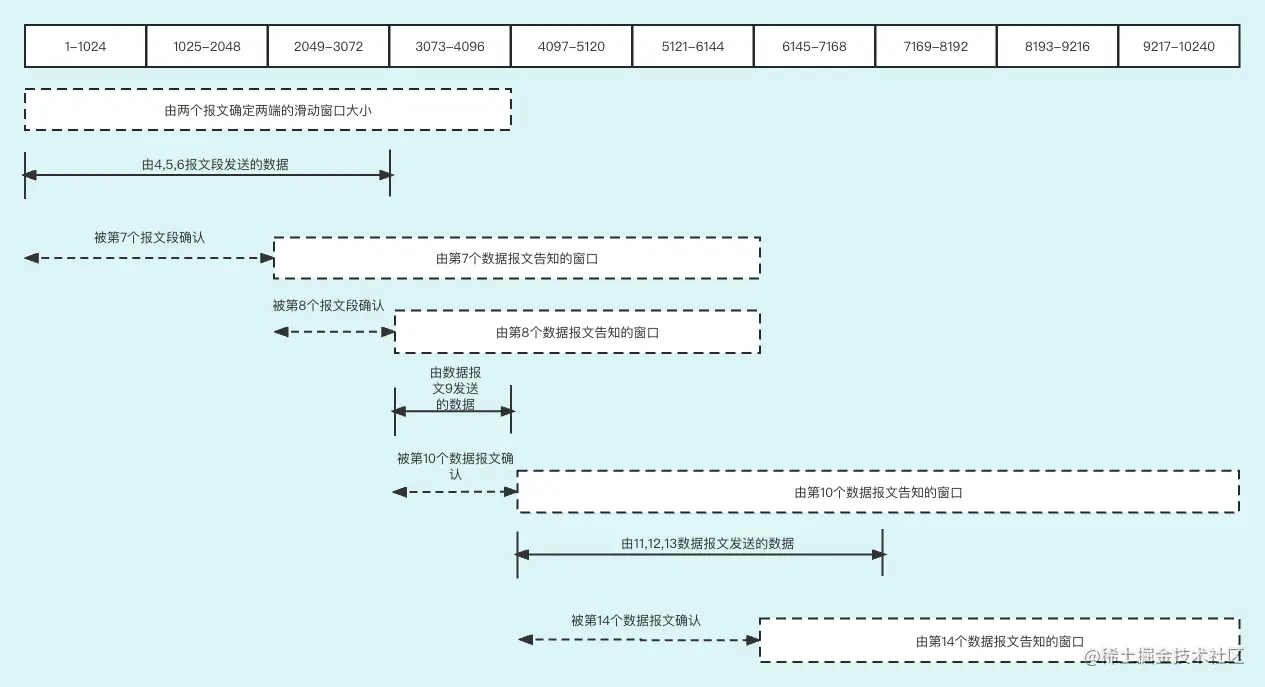 1-1024 1025-2048 2049-3072 3073-4096 4097-5120 5121-6144 6145-7168 7169-8192 8193-9216 9217-10240
由两个报文确定两端的滑动窗口大小
由4,5,6报文段发送的数据
被第7个报文段确认
由第7个数据报文告知的窗口
被第8个报文段确认
由第8个数据报文告知的窗口
由数据报
文9发送
的数据
被第10个数据报文确
认
由第10个数据报文告知的窗口
由11,12,13数据报文发送的数据
被第14个数据报文确认
由第14个数据报文告知的窗口
@稀土掘金技术社区